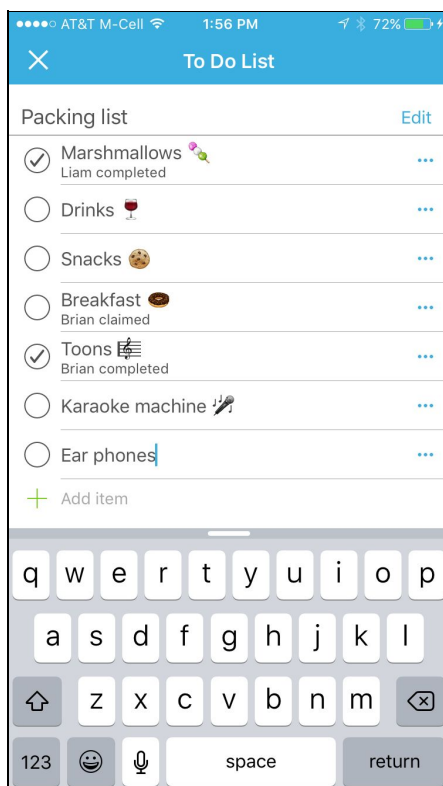 AT&T M-Cell 1:56 PM 72%
To Do List
Packing list Edit
Marshmallows 🍡
Liam completed
Drinks 🍷
Snacks 🍪
Breakfast 🍩
Brian claimed
Toons 🎼
Brian completed
Karaoke machine 🎤
Ear phones
Add item
q w e r t y u i o p
a s d f g h j k l
z x c v b n m
123 space return